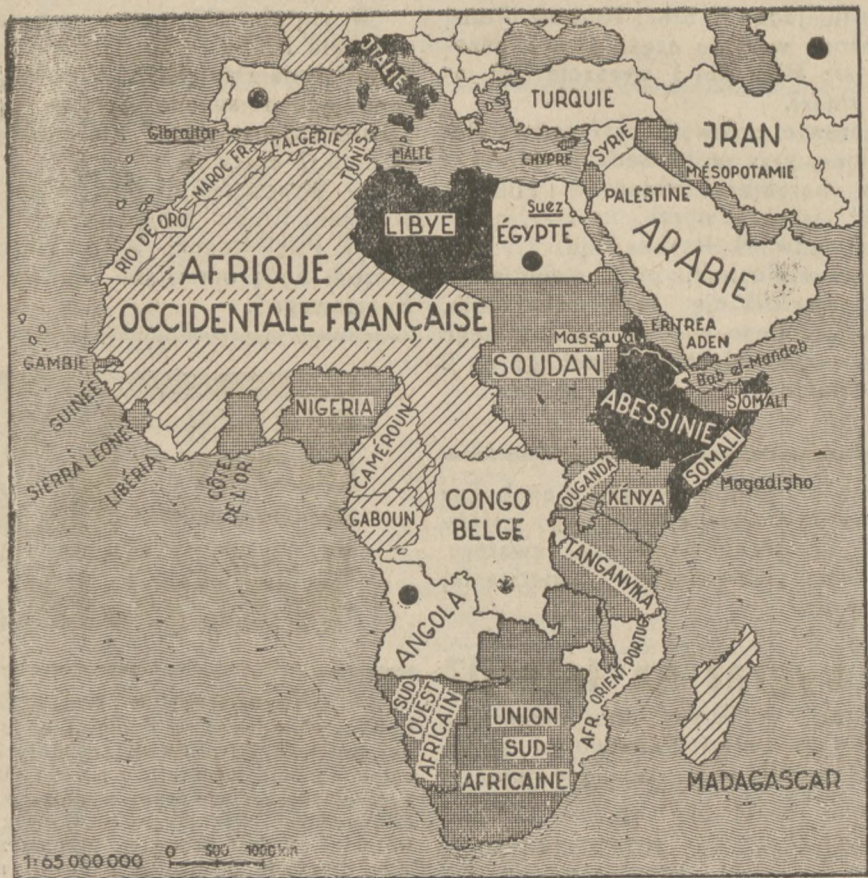 ITALIE
TURQUIE
Gibraltar
MAROC FR.
L'ALGÉRIE
TUNIS
MALTE
CHYPRE
SYRIE
JRAN
MÉSOPOTAMIE
PALESTINE
RIO DE ORO
LIBYE
Suez
ÉGYPTE
ARABIE
AFRIQUE
OCCIDENTALE FRANÇAISE
ERITREA
ADEN
Massaua
Bab el-Mandeb
GAMBIE
SOUDAN
GUINÉE
NIGERIA
ABESSINIE
SOMALI
SIERRA LEONE
LIBÉRIA
CÔTE
DE L'OR
CAMÉROUN
OUGANDA
KÉNYA
SOMALI
Mogadisho
GABOUN
CONGO
BELGE
TANGANYIKA
ANGOLA
AFR. ORIENT. PORTUG.
SUD
OUEST
AFRICAIN
UNION
SUD-
AFRICAINE
MADAGASCAR
1:65 000 000
0 500 1000 km